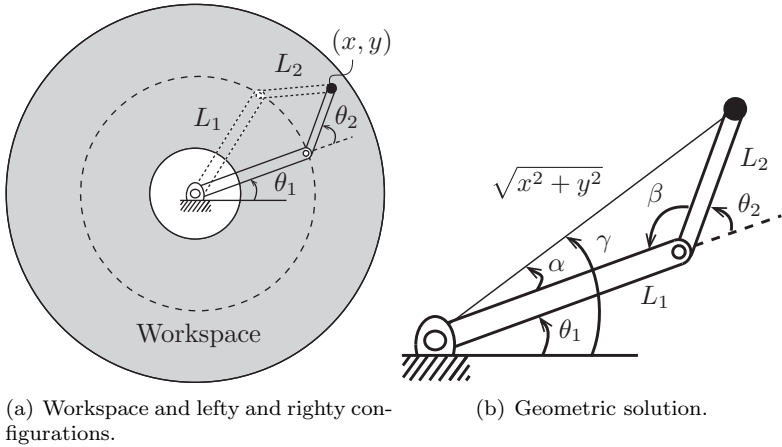 (x, y)
L₂
L₁
θ₂
θ₁
Workspace
√x² + y²
β
L₂
θ₂
γ
α
L₁
θ₁
(a) Workspace and lefty and righty con-
figurations.
(b) Geometric solution.